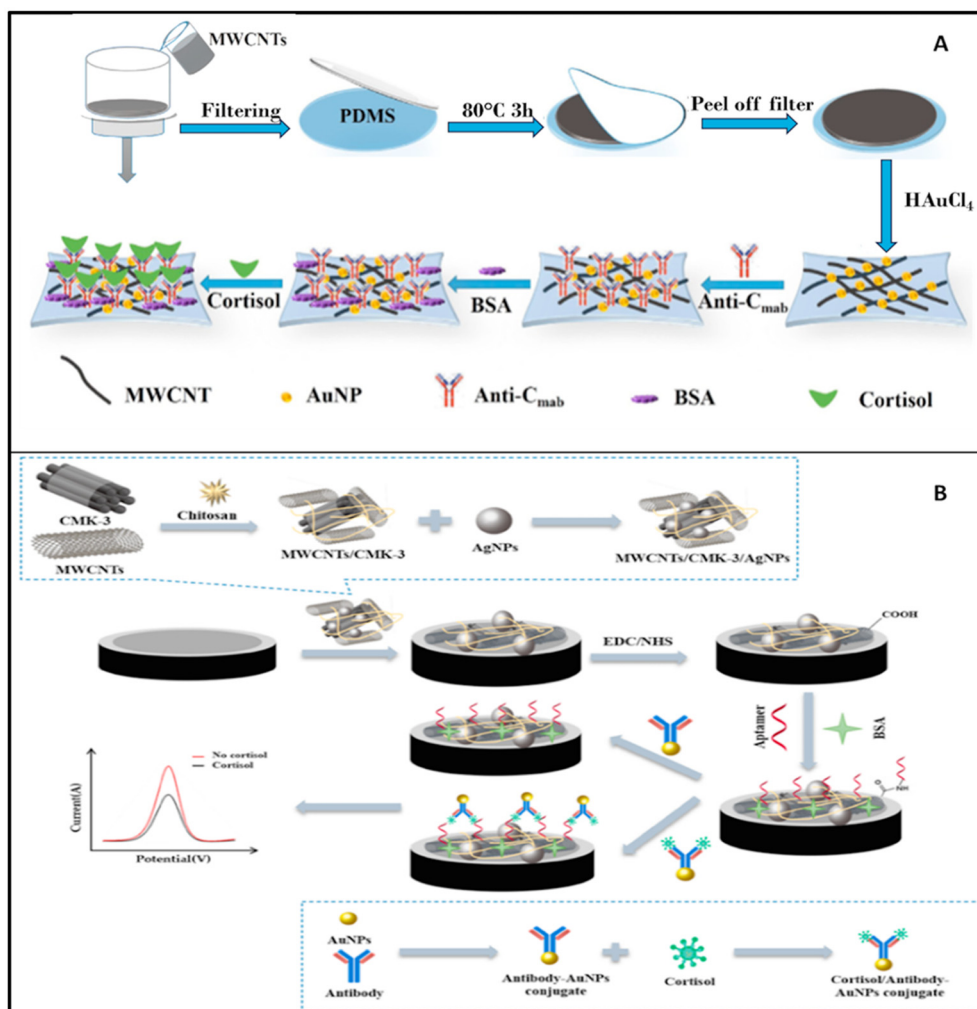 A
MWCNTs
Filtering
PDMS
80°C 3h
Peel off filter
HAuCl₄
Cortisol
BSA
Anti-Cmab
MWCNT
AuNP
Anti-Cmab
BSA
Cortisol
B
CMK-3
MWCNTs
Chitosan
MWCNTs/CMK-3
AgNPs
MWCNTs/CMK-3/AgNPs
EDC/NHS
COOH
Aptamer
BSA
O
NH
No cortisol
Cortisol
Current(A)
Potential(V)
AuNPs
Antibody
Antibody-AuNPs
conjugate
Cortisol
Cortisol/Antibody-
AuNPs conjugate